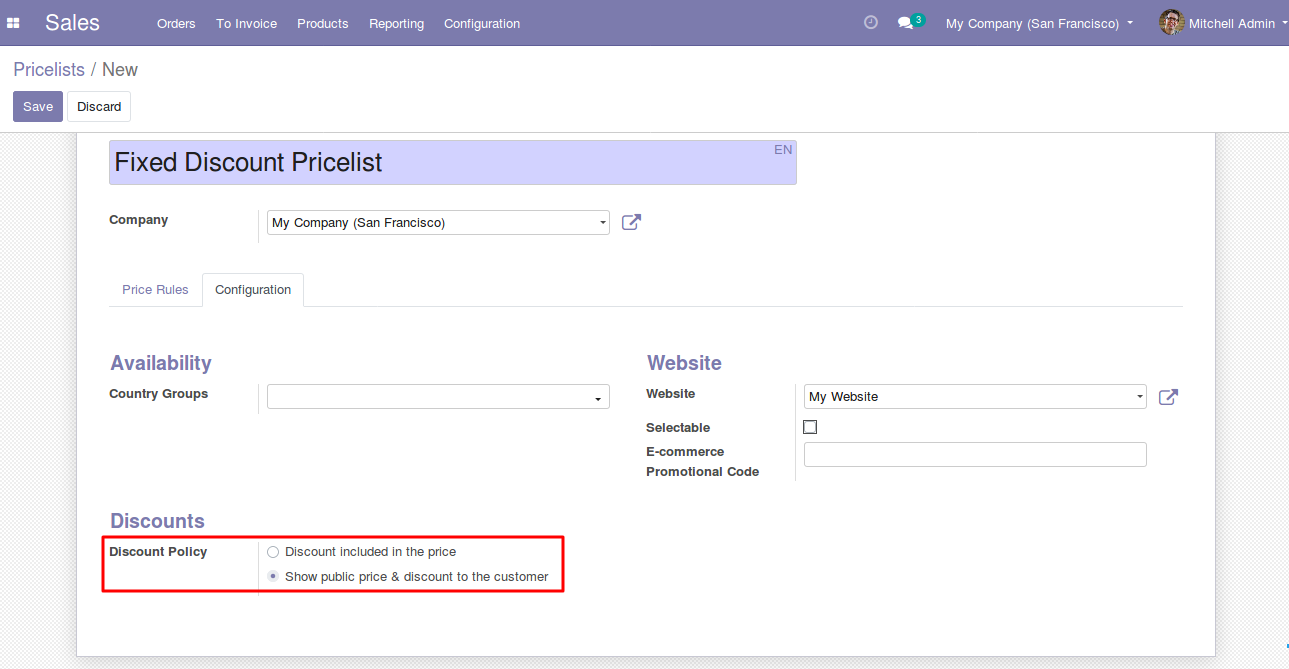 Sales Orders To Invoice Products Reporting Configuration 3 My Company (San Francisco) Mitchell Admin
Pricelists / New
Save Discard
Fixed Discount Pricelist EN
Company My Company (San Francisco)
Price Rules Configuration
Availability Website
Country Groups Website My Website
Selectable
E-commerce
Promotional Code
Discounts
Discount Policy Discount included in the price
Show public price & discount to the customer